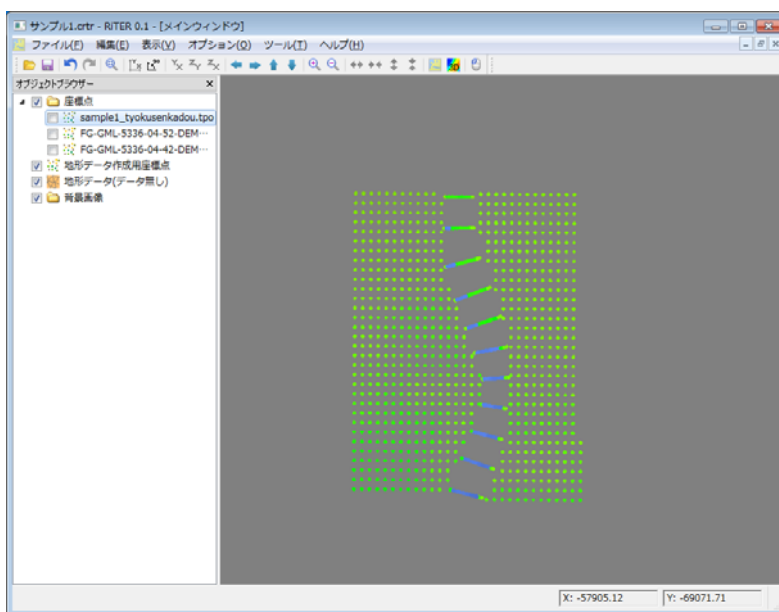 サンプル1.crtr - RiTER 0.1 - [メインウィンドウ]
ファイル(F) 編集(E) 表示(V) オプション(O) ツール(T) ヘルプ(H)
オブジェクトブラウザー
座標点
sample1_tyokusenkadou.tpo
FG-GML-5336-04-52-DEM…
FG-GML-5336-04-42-DEM…
地形データ作成用座標点
地形データ(データ無し)
背景画像
X: -57905.12 Y: -69071.71